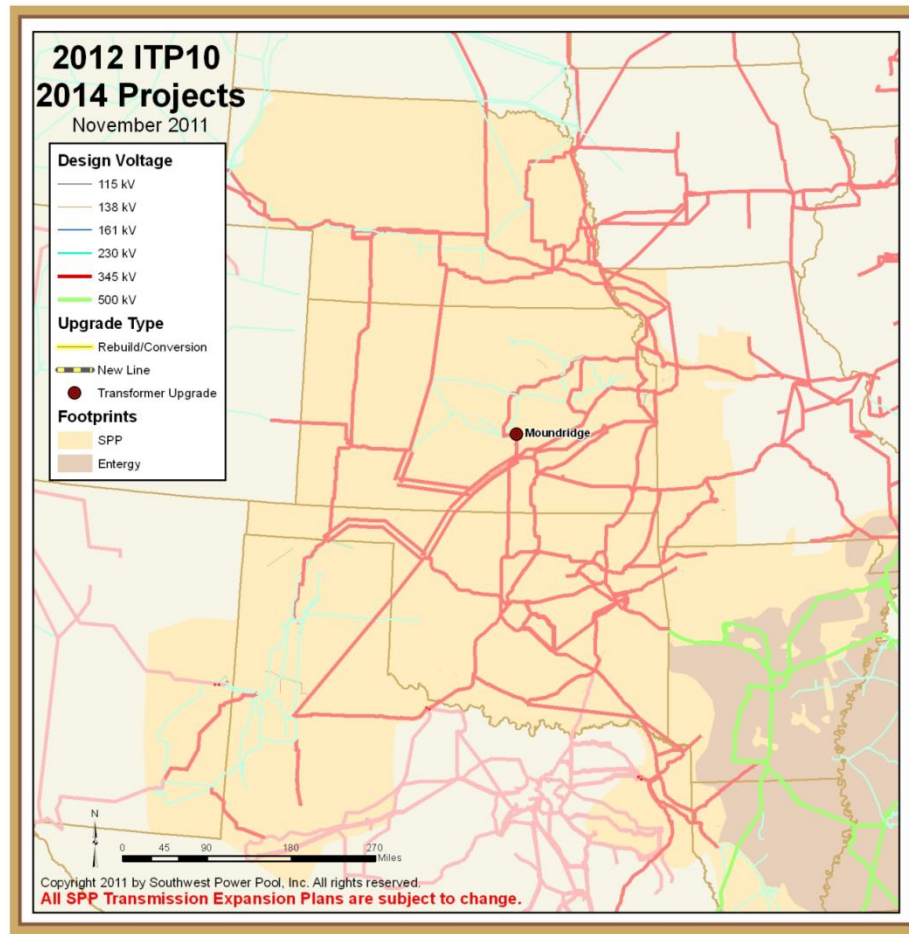 2012 ITP10
2014 Projects
November 2011
Design Voltage
115 kV
138 kV
161 kV
230 kV
345 kV
500 kV
Upgrade Type
Rebuild/Conversion
New Line
Transformer Upgrade
Footprints
SPP
Entergy
Moundridge
N
0 45 90 180 270
Miles
Copyright 2011 by Southwest Power Pool, Inc. All rights reserved.
All SPP Transmission Expansion Plans are subject to change.